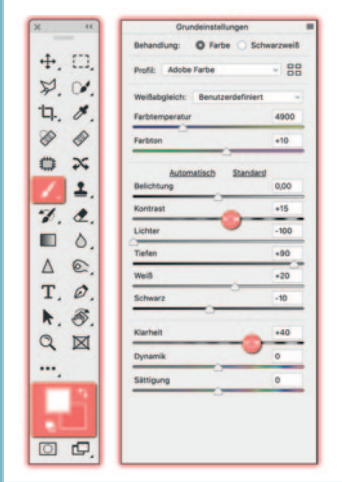 Grundeinstellungen
Behandlung: Farbe Schwarzweiß
Profil: Adobe Farbe
Weißabgleich: Benutzerdefiniert
Farbtemperatur 4900
Farbton +10
Automatisch Standard
Belichtung 0,00
Kontrast +15
Lichter -100
Tiefen +90
Weiß +20
Schwarz -10
Klarheit +40
Dynamik 0
Sättigung 0